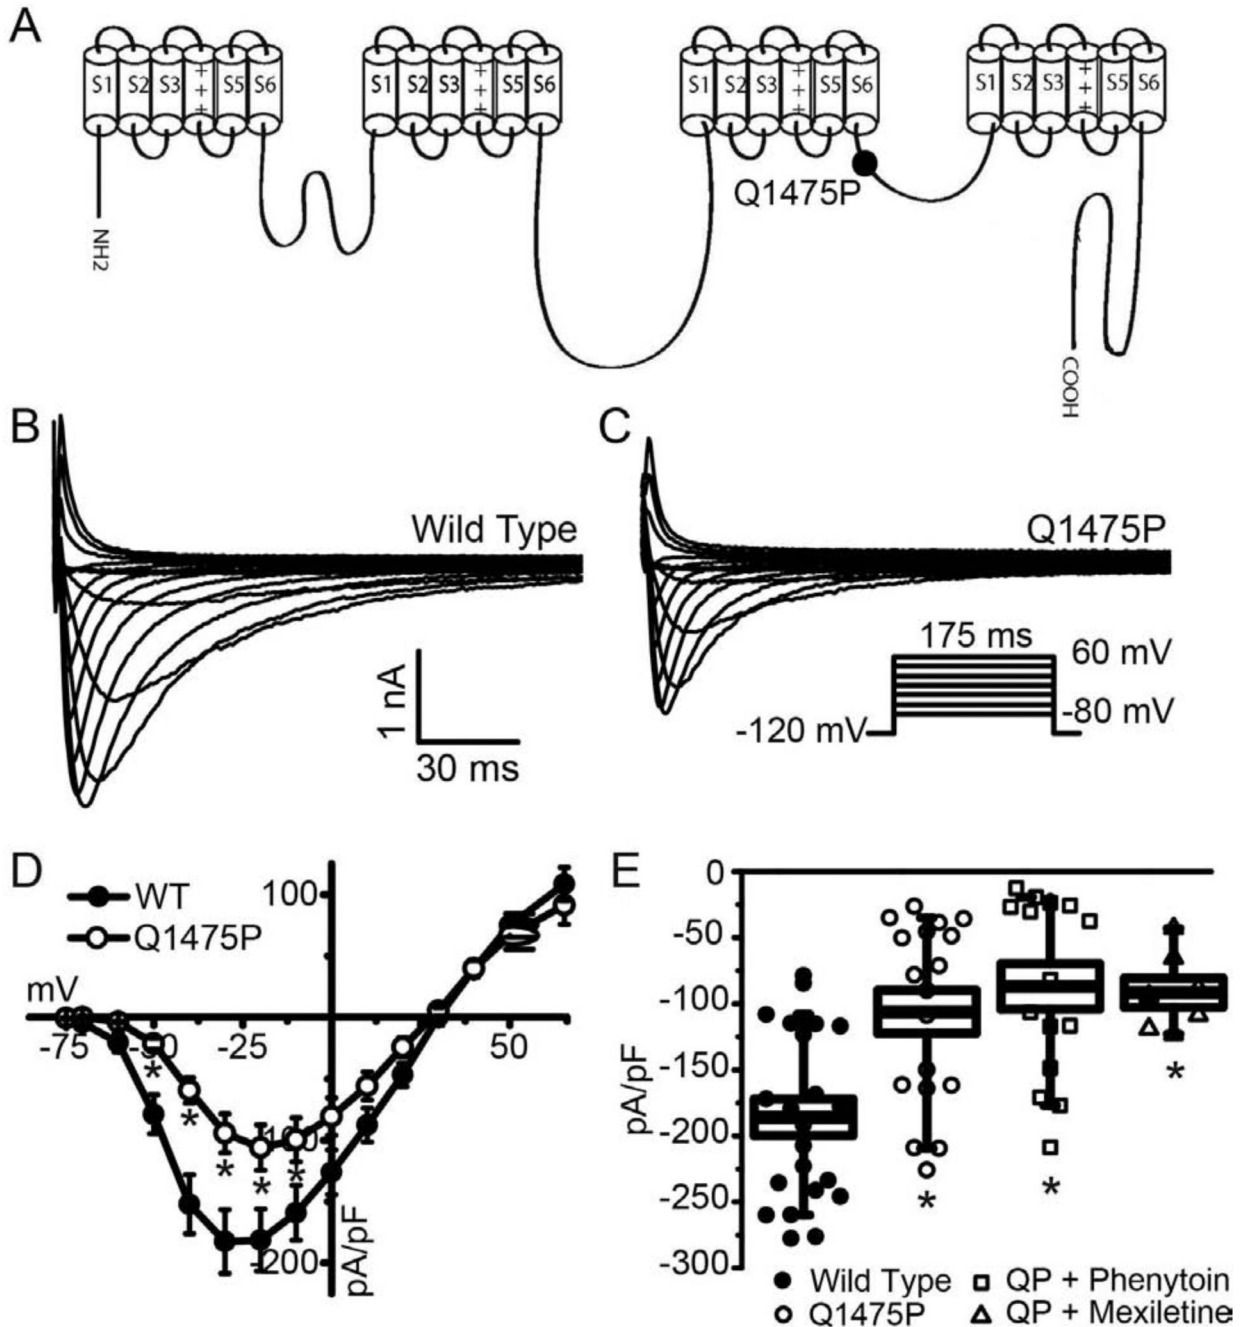 A
S1 S2 S3 + + + S5 S6
S1 S2 S3 + + + S5 S6
S1 S2 S3 + + + S5 S6
S1 S2 S3 + + + S5 S6
Q1475P
NH2
COOH
B
Wild Type
1 nA
30 ms
C
Q1475P
175 ms
60 mV
-80 mV
-120 mV
D
WT
Q1475P
mV
100
-75 -50 -25 50
-100
-200
pA/pF
E
0
-50
-100
-150
-200
-250
-300
pA/pF
* * * * *
* * *
Wild Type
Q1475P
QP + Phenytoin
QP + Mexiletine